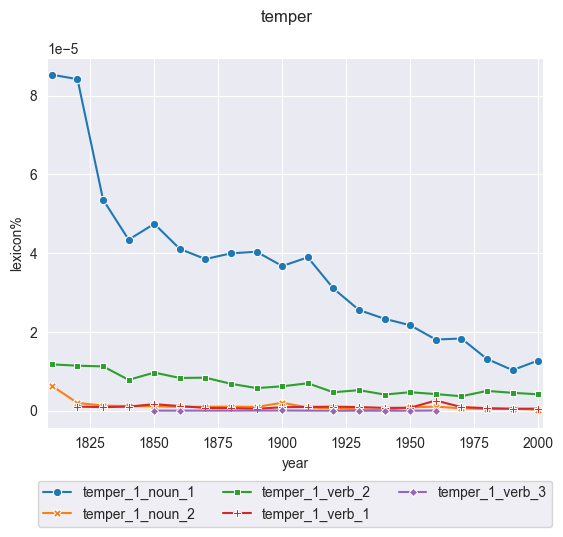 temper
1e−5
8
6
4
2
0
lexicon%
1825 1850 1875 1900 1925 1950 1975 2000
year
temper_1_noun_1 temper_1_verb_2 temper_1_verb_3
temper_1_noun_2 temper_1_verb_1